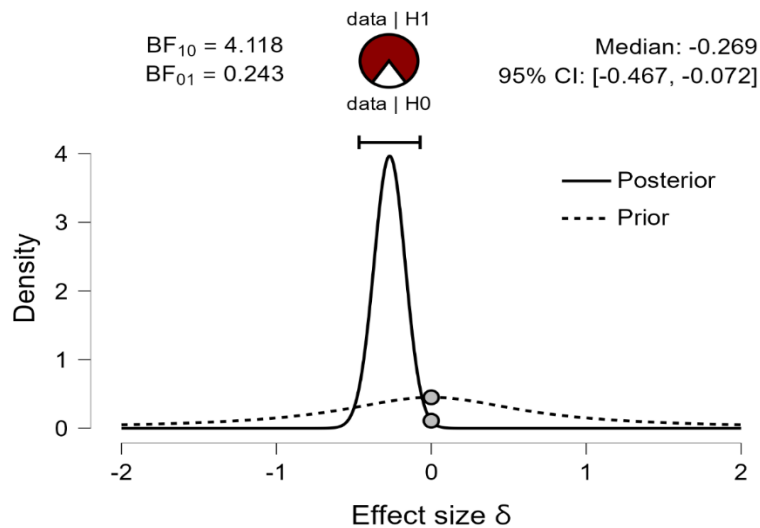 data | H1
BF₁₀ = 4.118
BF₀₁ = 0.243
data | H0
Median: -0.269
95% CI: [-0.467, -0.072]
Posterior
Prior
Density
4
3
2
1
0
-2 -1 0 1 2
Effect size δ